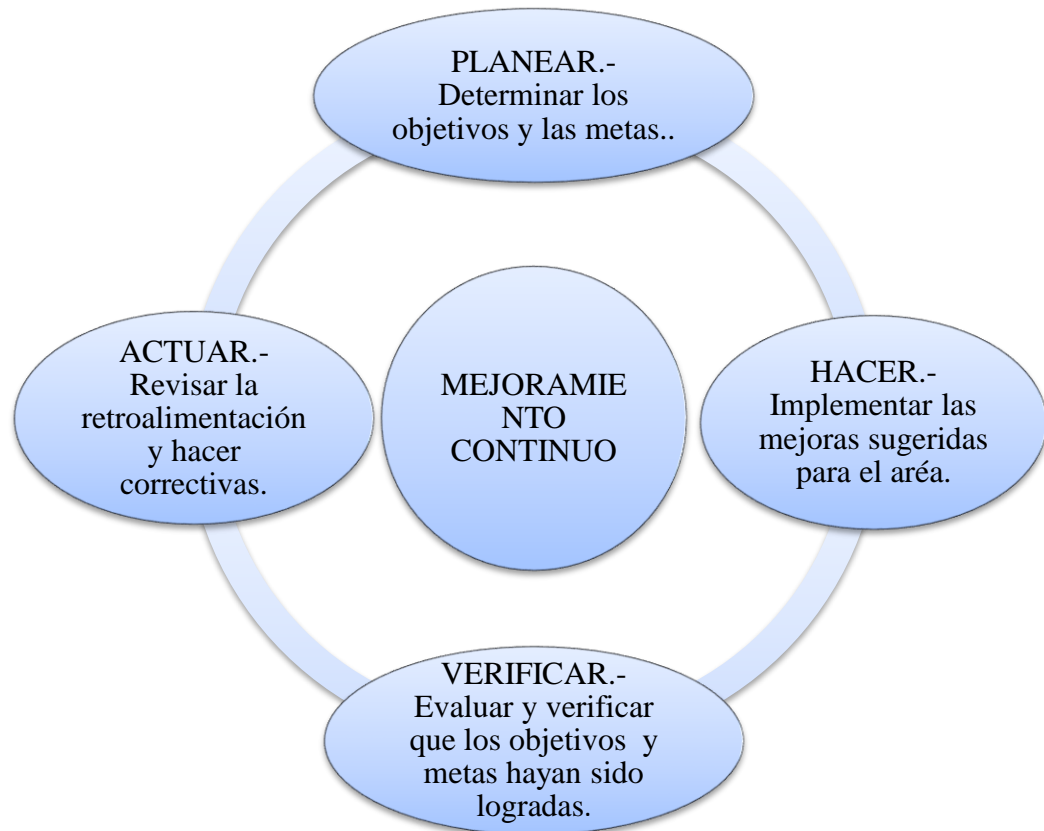 PLANEAR.-
Determinar los
objetivos y las metas..
MEJORAMIE
NTO
CONTINUO
ACTUAR.-
Revisar la
retroalimentación
y hacer
correctivas.
HACER.-
Implementar las
mejoras sugeridas
para el aréa.
VERIFICAR.-
Evaluar y verificar
que los objetivos  y
metas hayan sido
logradas.